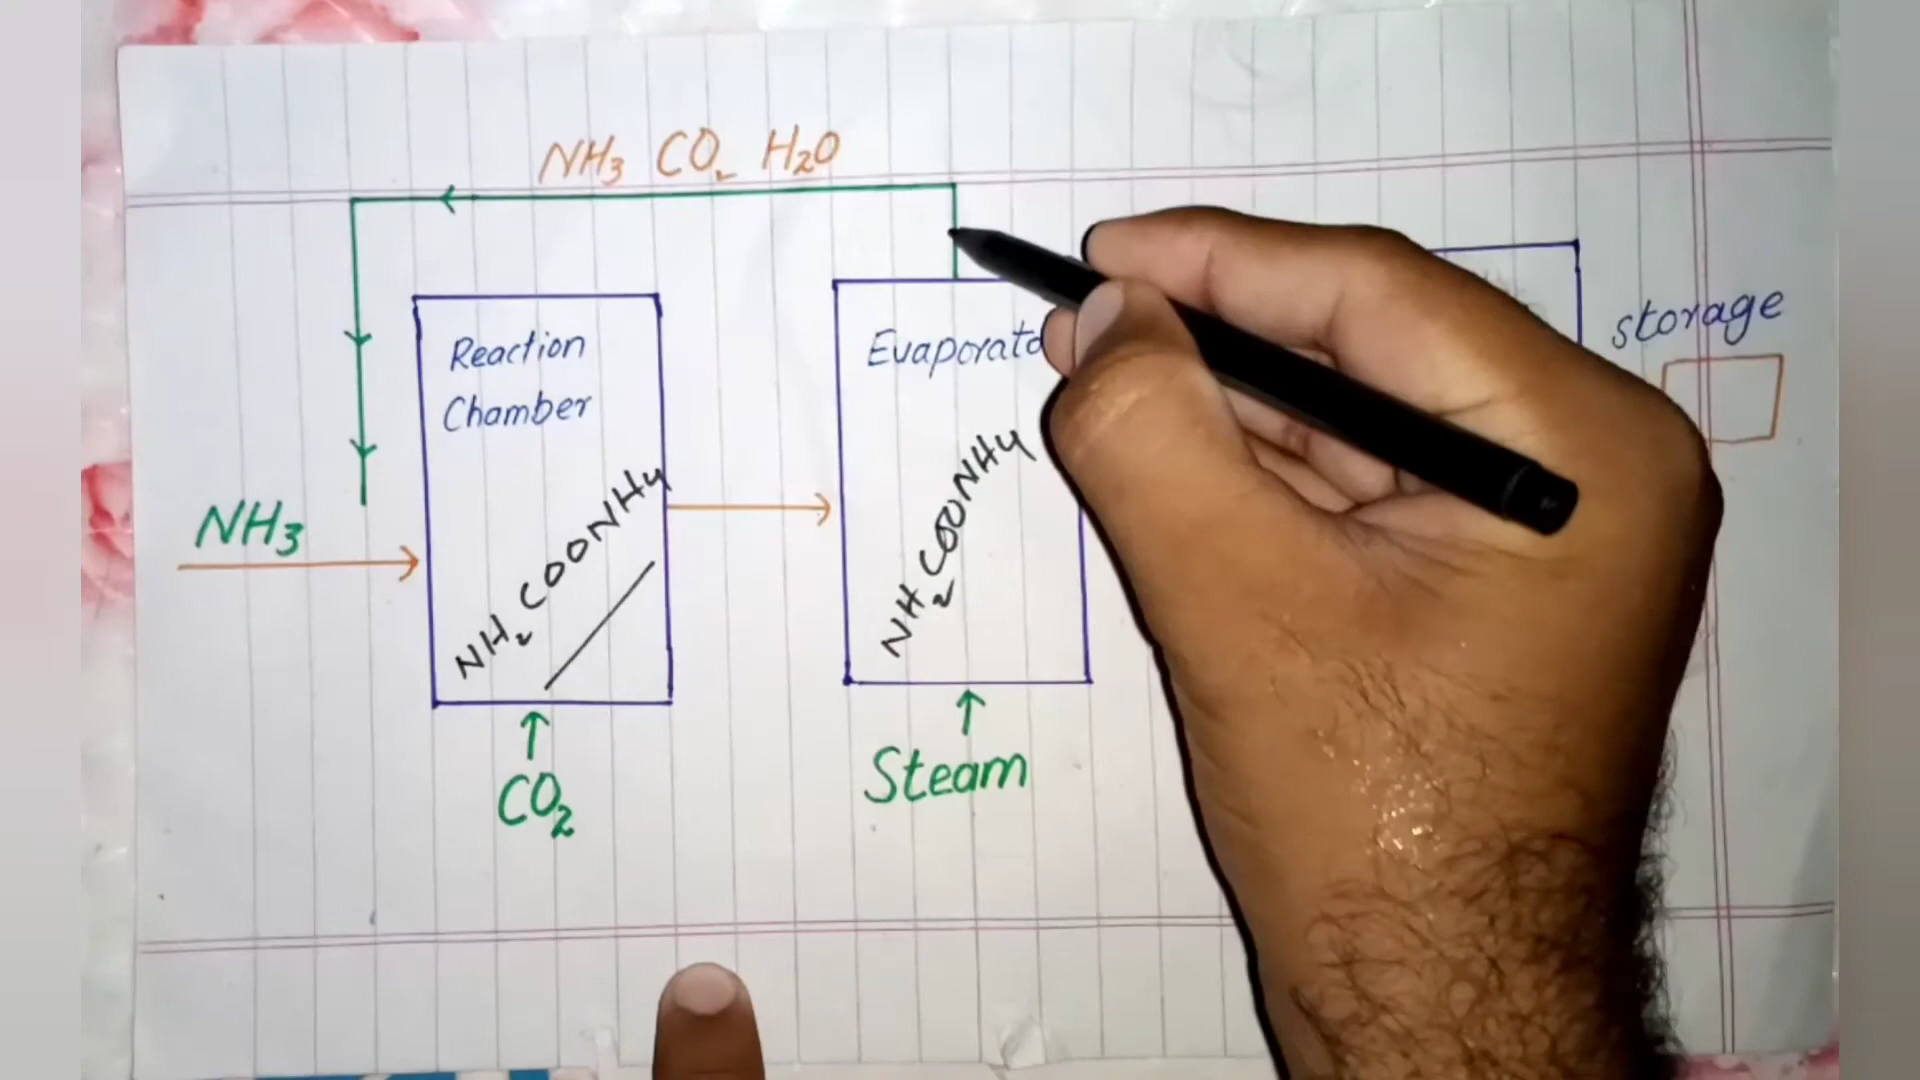 NH3 CO2 H2O
Reaction
Chamber
Evaporato
storage
NH3
NH2COONH4
NH2COONH4
CO2
Steam